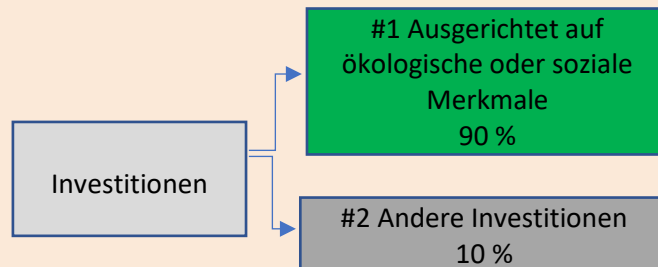 #1 Ausgerichtet auf
ökologische oder soziale
Merkmale
90 %
Investitionen
#2 Andere Investitionen
10 %